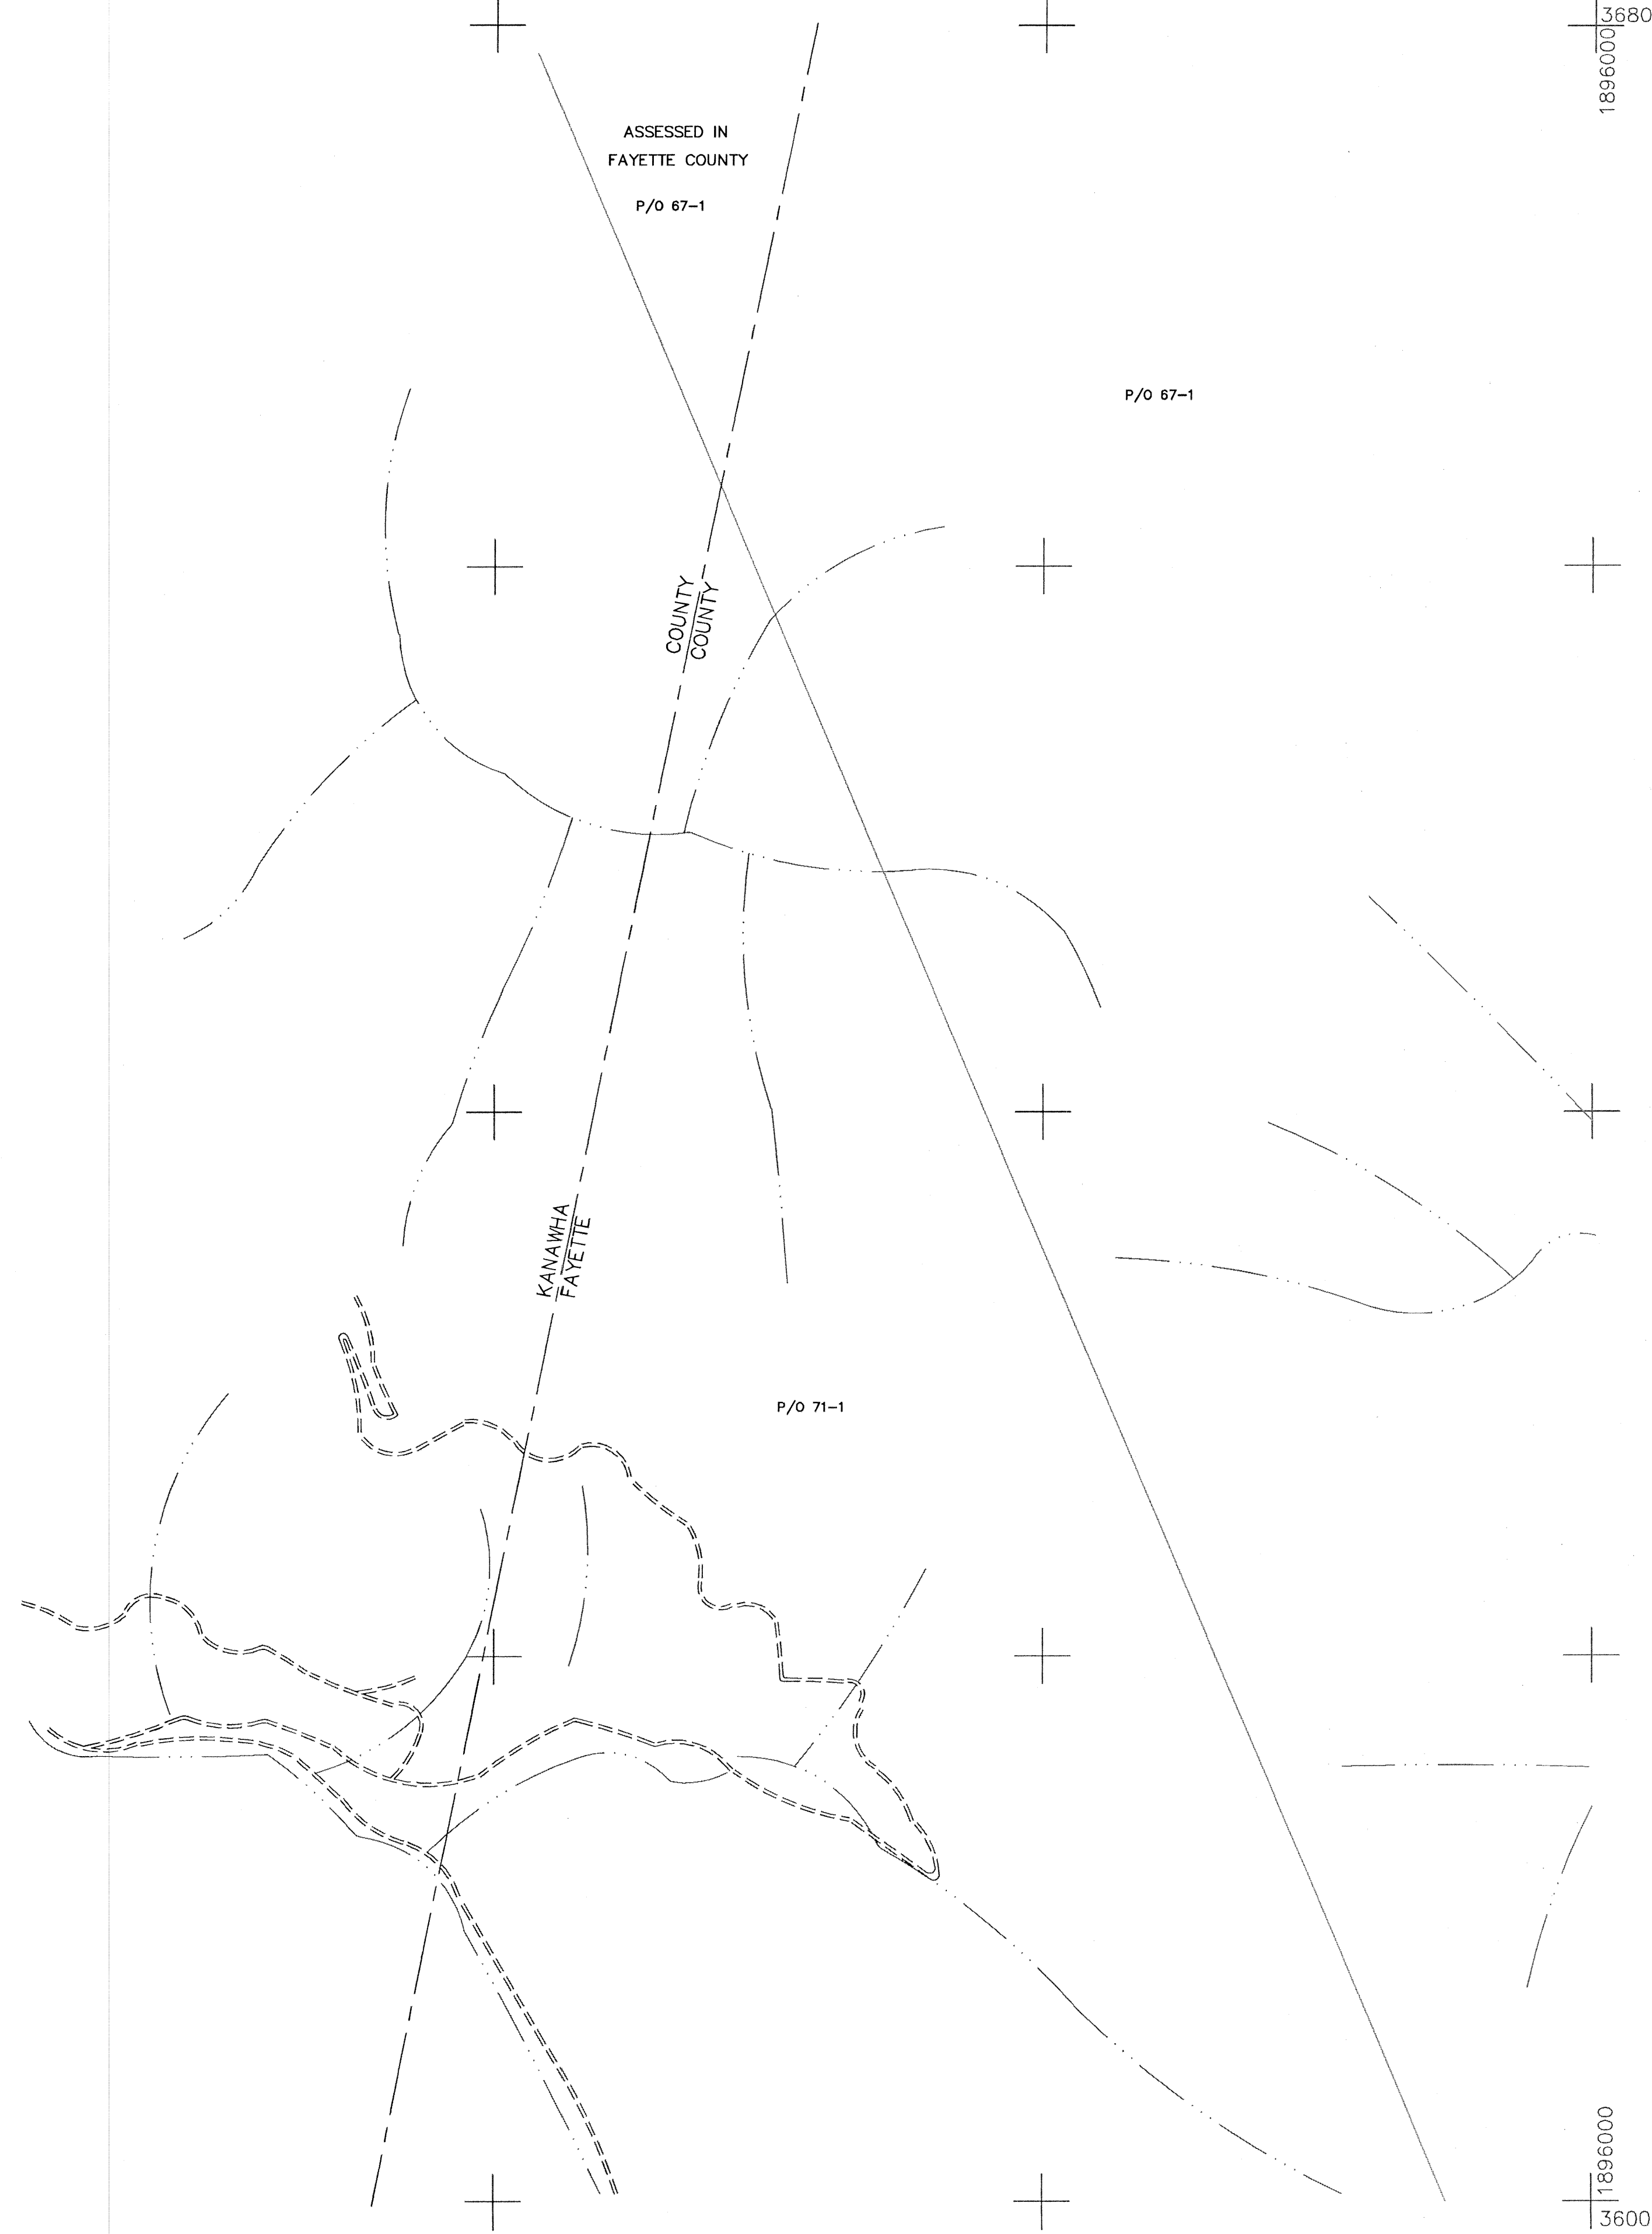 3680
1896000
ASSESSED IN
FAYETTE COUNTY
P/O 67-1
P/O 67-1
COUNTY
COUNTY
KANAWHA
FAYETTE
P/O 71-1
1896000
3600